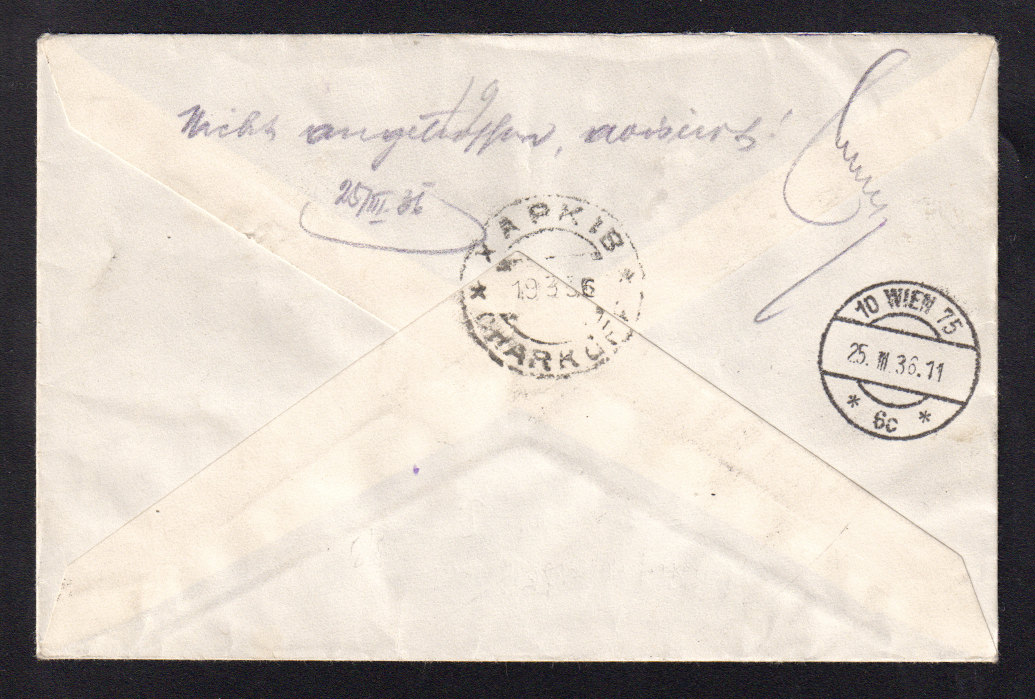 Nicht angetroffen, avisiert!
25/III.36
ХАРКІВ
19 3 36
CHARKOW
10 WIEN 75
25. III 36.11
* 6c *